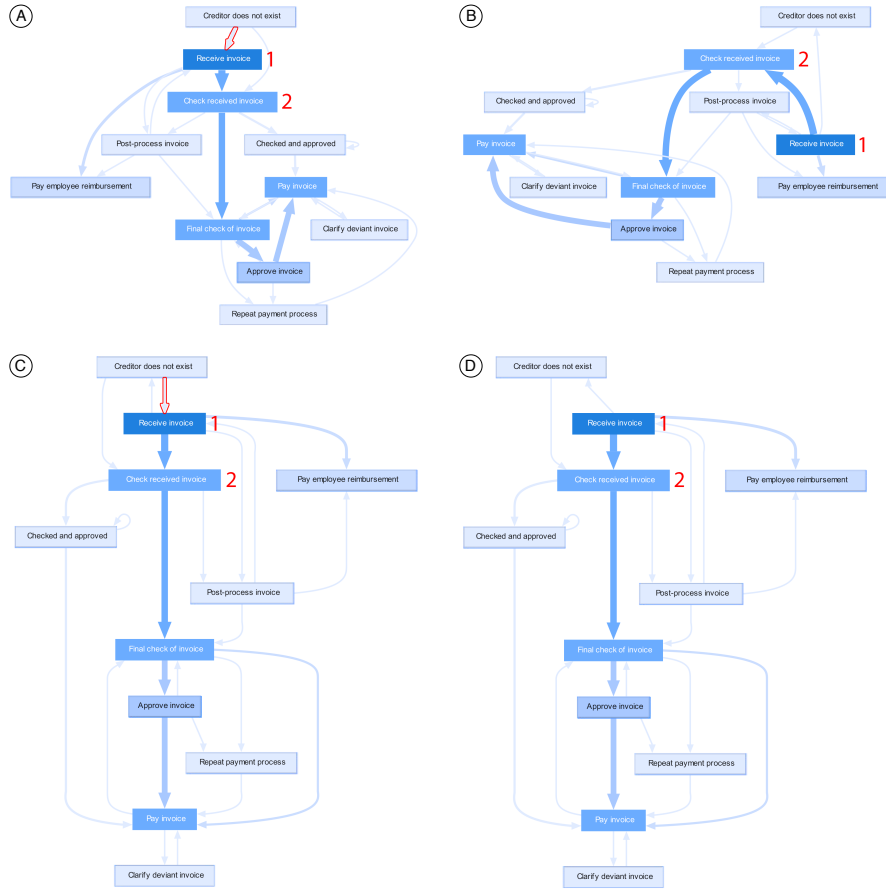 A
Creditor does not exist
Receive invoice
1
Check received invoice
2
Post-process invoice
Checked and approved
Pay employee reimbursement
Pay invoice
Final check of invoice
Clarify deviant invoice
Approve invoice
Repeat payment process
B
Creditor does not exist
Check received invoice
2
Checked and approved
Post-process invoice
Pay invoice
Receive invoice
1
Clarify deviant invoice
Final check of invoice
Pay employee reimbursement
Approve invoice
Repeat payment process
C
Creditor does not exist
Receive invoice
1
Check received invoice
2
Pay employee reimbursement
Checked and approved
Post-process invoice
Final check of invoice
Approve invoice
Repeat payment process
Pay invoice
Clarify deviant invoice
D
Creditor does not exist
Receive invoice
1
Check received invoice
2
Pay employee reimbursement
Checked and approved
Post-process invoice
Final check of invoice
Approve invoice
Repeat payment process
Pay invoice
Clarify deviant invoice